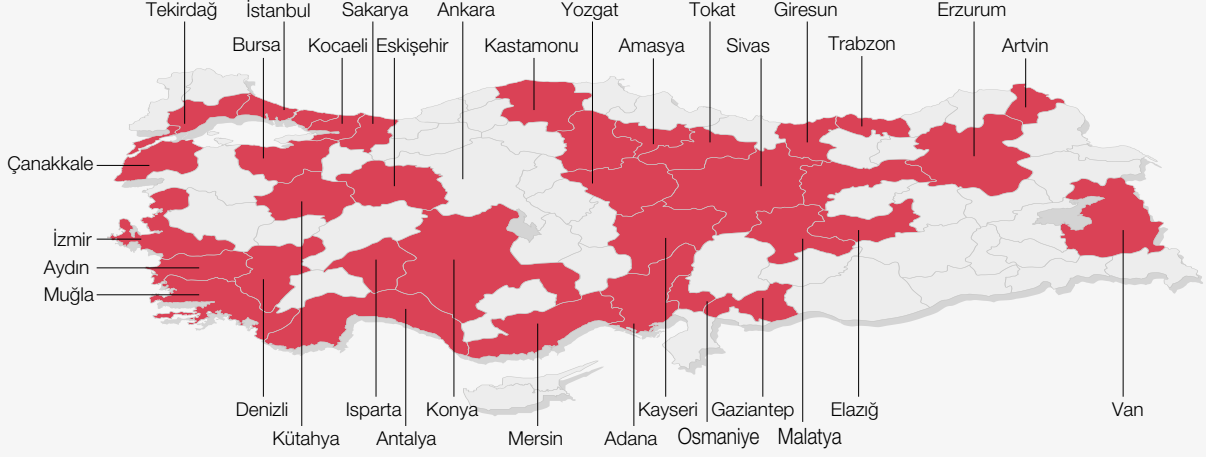 Tekirdağ İstanbul Sakarya Ankara Yozgat Tokat Giresun Erzurum
Bursa Kocaeli Eskişehir Kastamonu Amasya Sivas Trabzon Artvin
Çanakkale
İzmir
Aydın
Muğla
Denizli Isparta Konya Kayseri Gaziantep Elazığ Van
Kütahya Antalya Mersin Adana Osmaniye Malatya